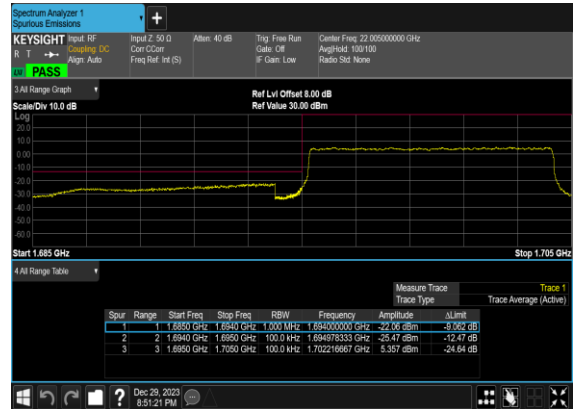 Spectrum Analyzer 1
Spurious Emissions
+
KEYSIGHT Input: RF Input Z: 50 Ω Atten: 40 dB Trig: Free Run Center Freq: 22.005000000 GHz
R T Coupling: DC Corr CCorr Gate: Off Avg|Hold: 100/100
Align: Auto Freq Ref: Int (S) IF Gain: Low Radio Std: None
PASS
3 All Range Graph Ref Lvl Offset 8.00 dB
Scale/Div 10.0 dB Ref Value 30.00 dBm
Log
20.0
10.0
0.00
-10.0
-20.0
-30.0
-40.0
-50.0
-60.0
Start 1.685 GHz Stop 1.705 GHz
4 All Range Table
Measure Trace Trace 1
Trace Type Trace Average (Active)
Spur Range Start Freq Stop Freq RBW Frequency Amplitude ΔLimit
1 1 1.6850 GHz 1.6940 GHz 1.000 MHz 1.694000000 GHz -22.06 dBm -9.062 dB
2 2 1.6940 GHz 1.6950 GHz 100.0 kHz 1.694978333 GHz -25.47 dBm -12.47 dB
3 3 1.6950 GHz 1.7050 GHz 100.0 kHz 1.702216667 GHz 5.357 dBm -24.64 dB
? Dec 29, 2023
8:51:21 PM